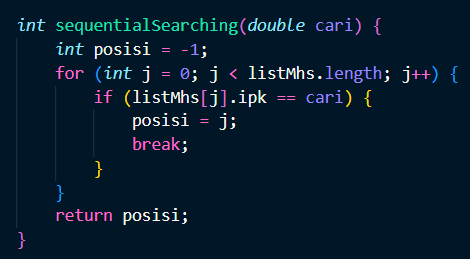 int sequentialSearching(double cari) {
    int posisi = -1;
    for (int j = 0; j < listMhs.length; j++) {
        if (listMhs[j].ipk == cari) {
            posisi = j;
            break;
        }
    }
    return posisi;
}